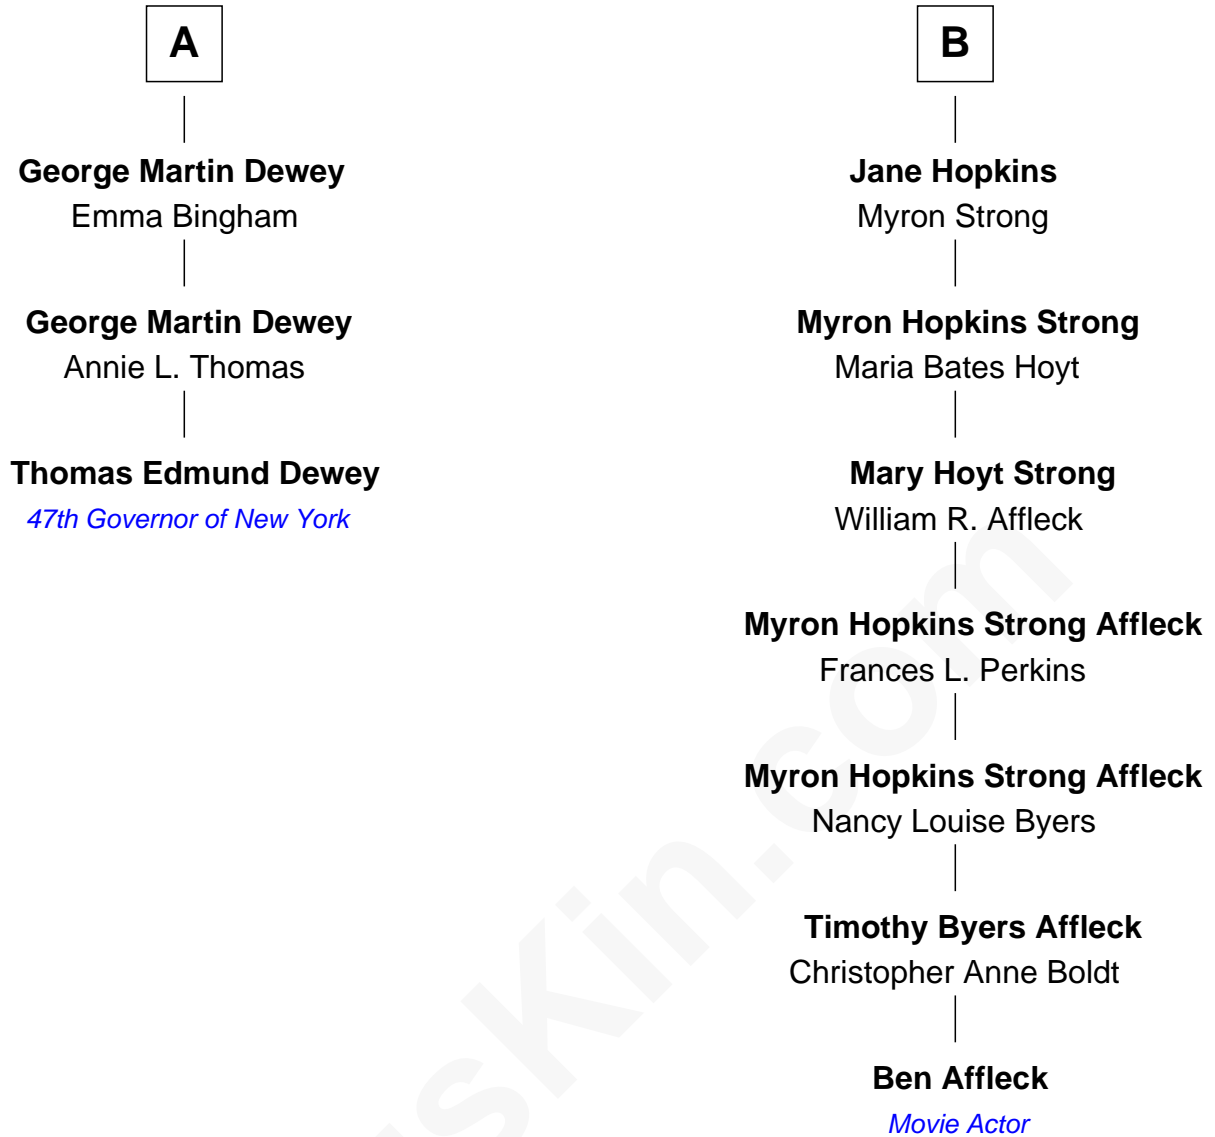 A
George Martin Dewey
Emma Bingham
George Martin Dewey
Annie L. Thomas
Thomas Edmund Dewey
47th Governor of New York
B
Jane Hopkins
Myron Strong
Myron Hopkins Strong
Maria Bates Hoyt
Mary Hoyt Strong
William R. Affleck
Myron Hopkins Strong Affleck
Frances L. Perkins
Myron Hopkins Strong Affleck
Nancy Louise Byers
Timothy Byers Affleck
Christopher Anne Boldt
Ben Affleck
Movie Actor
sKin.com